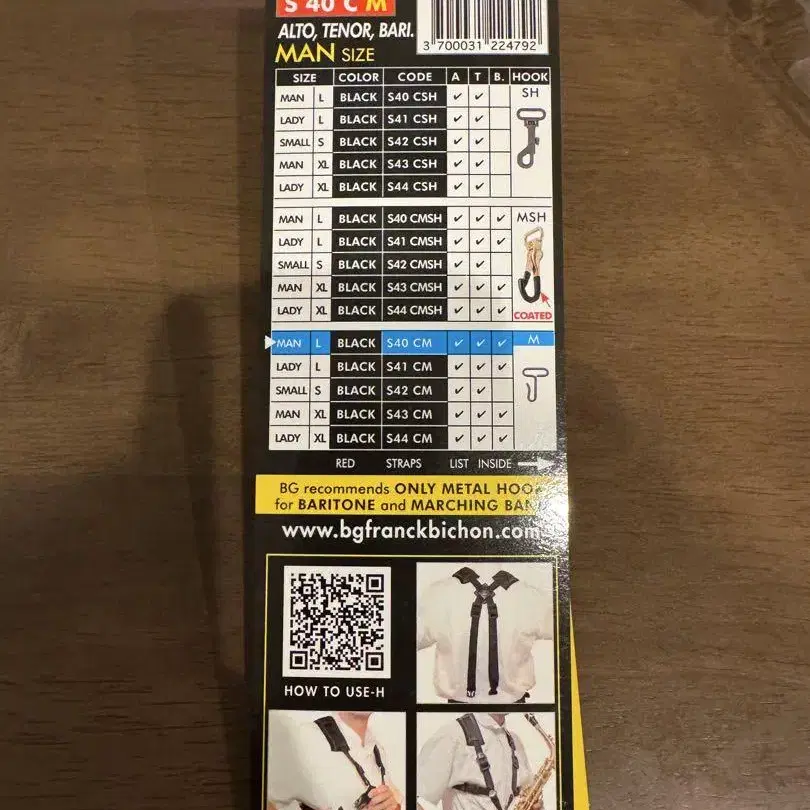 S 40 C M
ALTO, TENOR, BARI.
MAN SIZE
3 700031 224792
SIZE COLOR CODE A T B. HOOK
MAN L BLACK S40 CSH ✓ ✓ SH
LADY L BLACK S41 CSH ✓ ✓
SMALL S BLACK S42 CSH ✓ ✓
MAN XL BLACK S43 CSH ✓ ✓
LADY XL BLACK S44 CSH ✓ ✓
MAN L BLACK S40 CMSH ✓ ✓ ✓ MSH
LADY L BLACK S41 CMSH ✓ ✓ ✓
SMALL S BLACK S42 CMSH ✓ ✓
MAN XL BLACK S43 CMSH ✓ ✓ ✓
LADY XL BLACK S44 CMSH ✓ ✓ ✓ COATED
MAN L BLACK S40 CM ✓ ✓ ✓ M
LADY L BLACK S41 CM ✓ ✓ ✓
SMALL S BLACK S42 CM ✓ ✓
MAN XL BLACK S43 CM ✓ ✓ ✓
LADY XL BLACK S44 CM ✓ ✓ ✓
RED STRAPS LIST INSIDE
BG recommends ONLY METAL HOO
for BARITONE and MARCHING BAN
www.bgfranckbichon.com
HOW TO USE-H